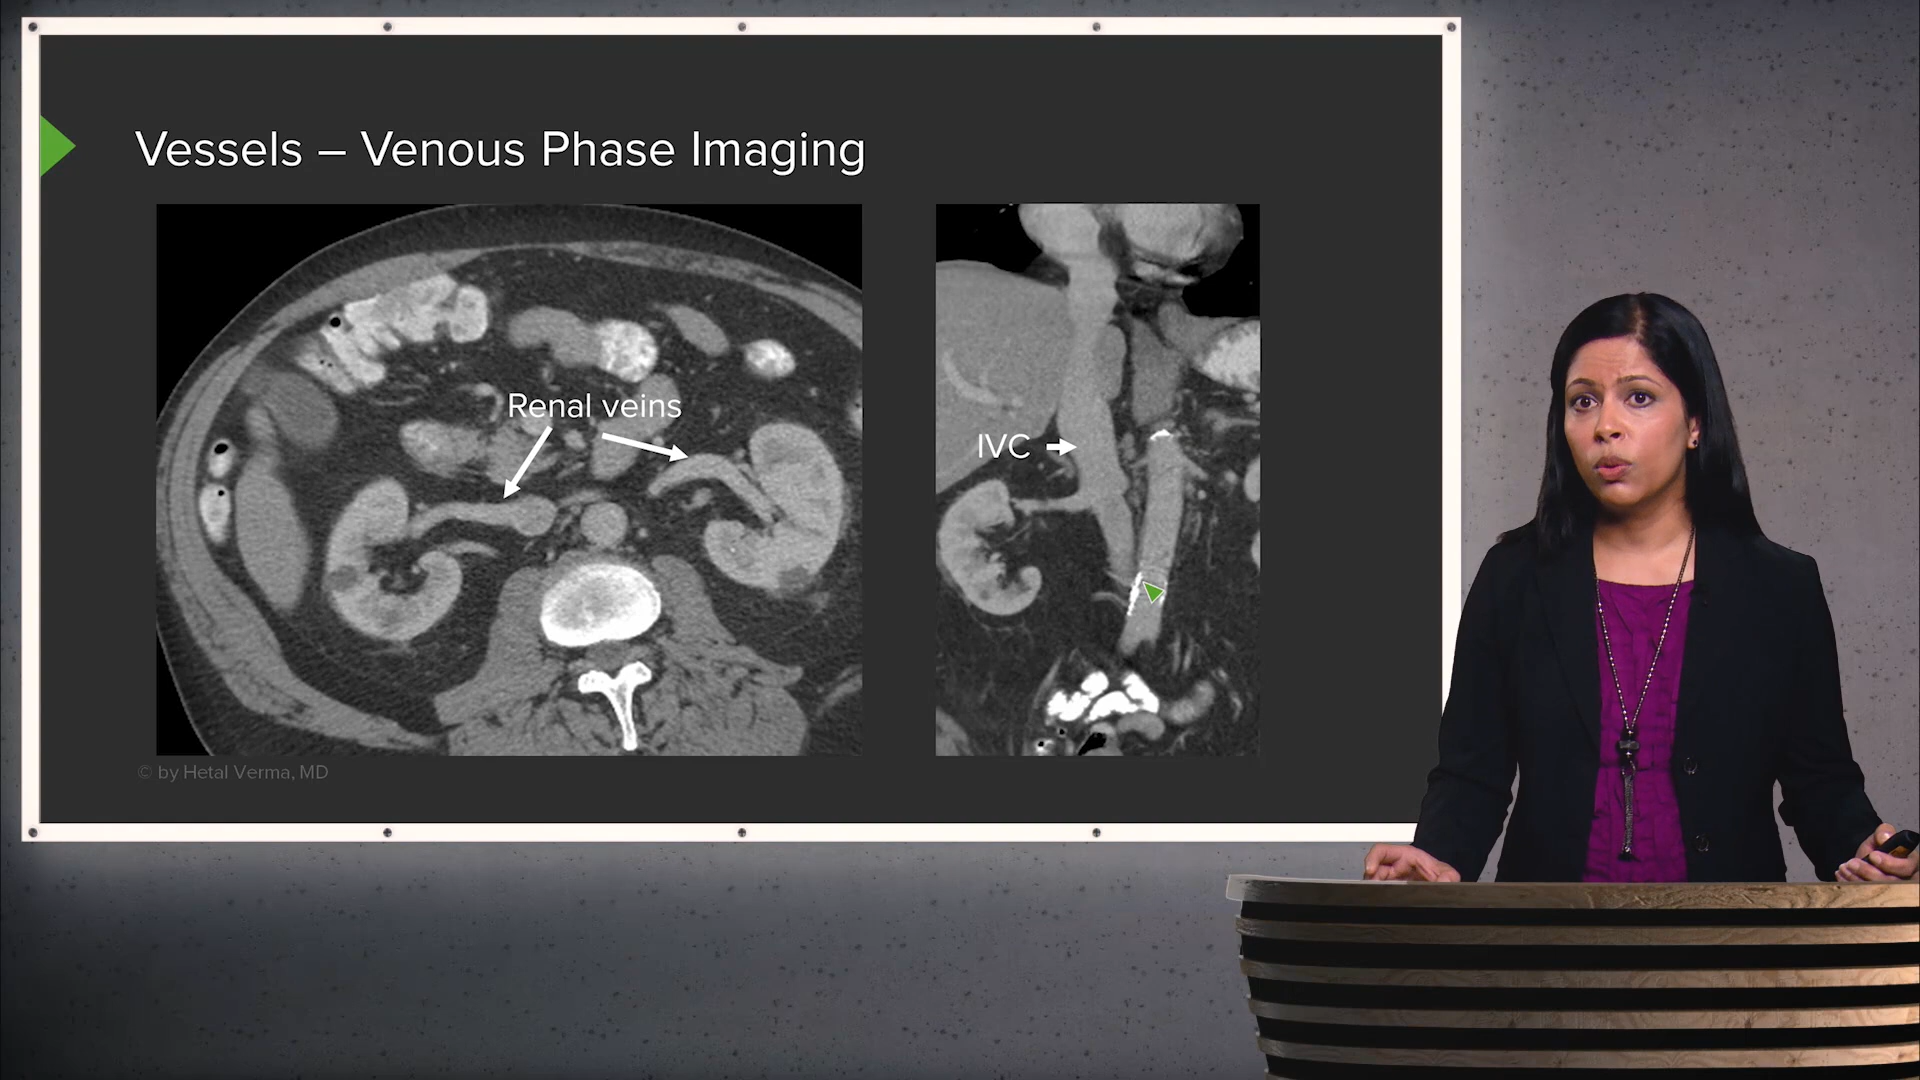 Vessels – Venous Phase Imaging
Renal veins
IVC
© by Hetal Verma, MD